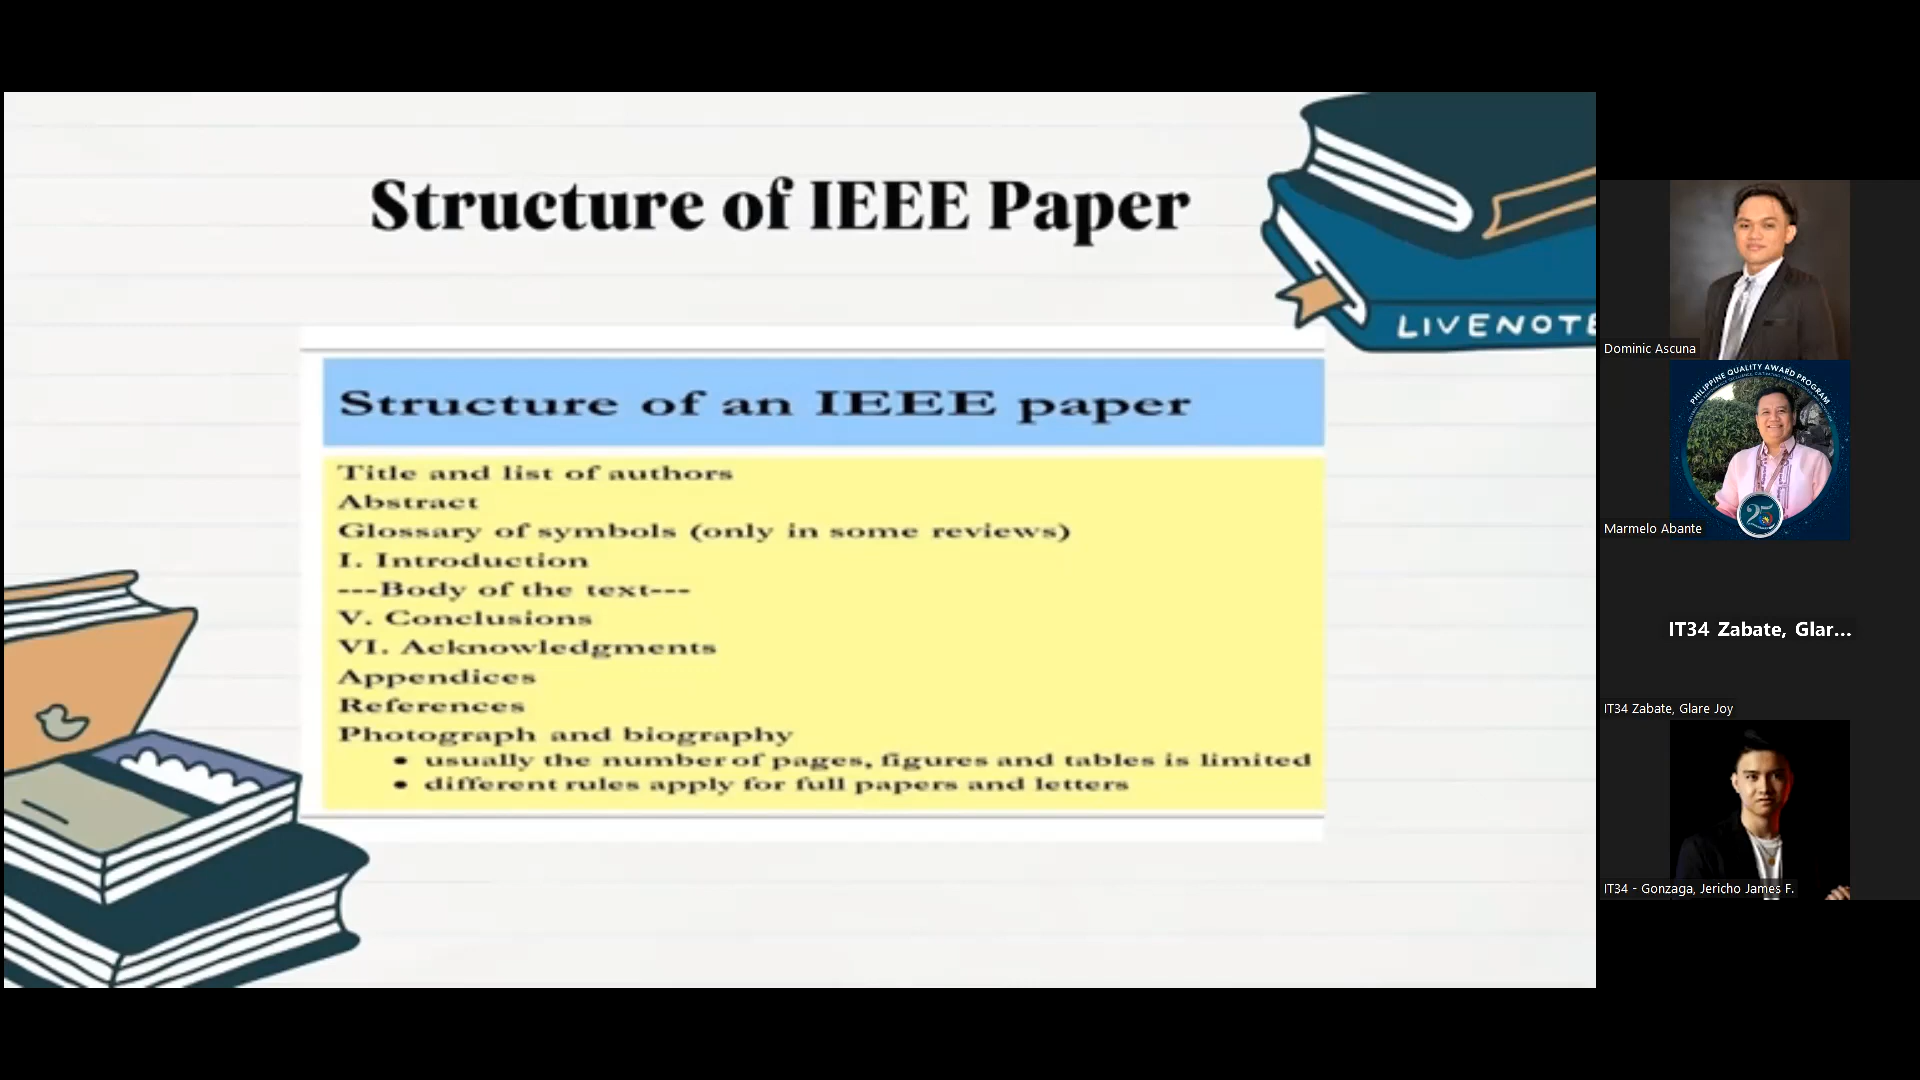 Structure of IEEE Paper
LIVENOTE
Structure of an IEEE paper
Title and list of authors
Abstract
Glossary of symbols (only in some reviews)
I. Introduction
---Body of the text---
V. Conclusions
VI. Acknowledgments
Appendices
References
Photograph and biography
• usually the number of pages, figures and tables is limited
• different rules apply for full papers and letters
Dominic Ascuna
PHILIPPINE QUALITY AWARD PROGRAM
25
Marmelo Abante
IT34 Zabate, Glar...
IT34 Zabate, Glare Joy
IT34 - Gonzaga, Jericho James F.